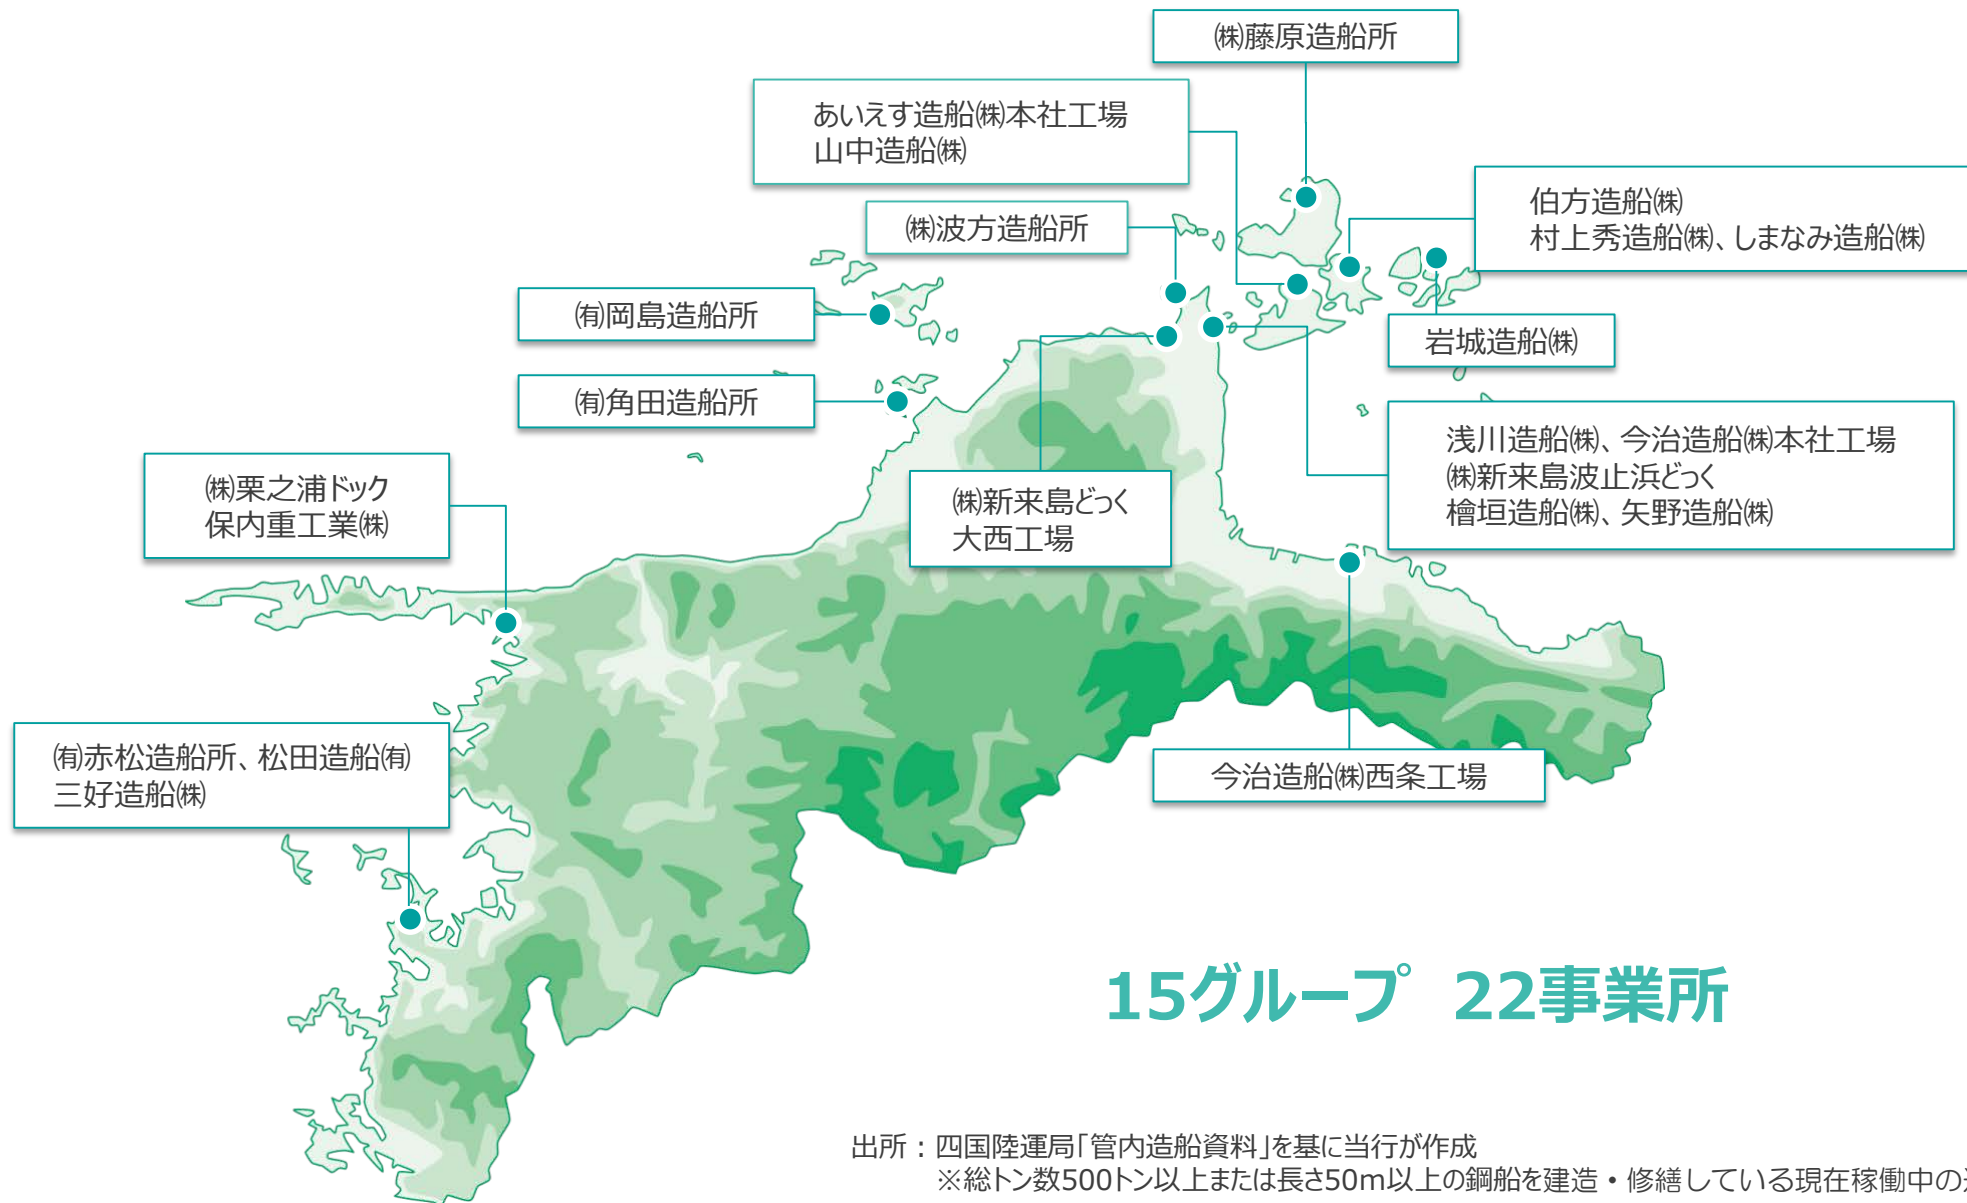 ㈱藤原造船所
あいえす造船㈱本社工場
山中造船㈱
伯方造船㈱
村上秀造船㈱、しまなみ造船㈱
㈱波方造船所
㈲岡島造船所
岩城造船㈱
㈲角田造船所
浅川造船㈱、今治造船㈱本社工場
㈱新来島波止浜どっく
檜垣造船㈱、矢野造船㈱
㈱栗之浦ドック
保内重工業㈱
㈱新来島どっく
大西工場
㈲赤松造船所、松田造船㈲
三好造船㈱
今治造船㈱西条工場
15グループ 22事業所
出所：四国陸運局「管内造船資料」を基に当行が作成
※総トン数500トン以上または長さ50m以上の鋼船を建造・修繕している現在稼働中の